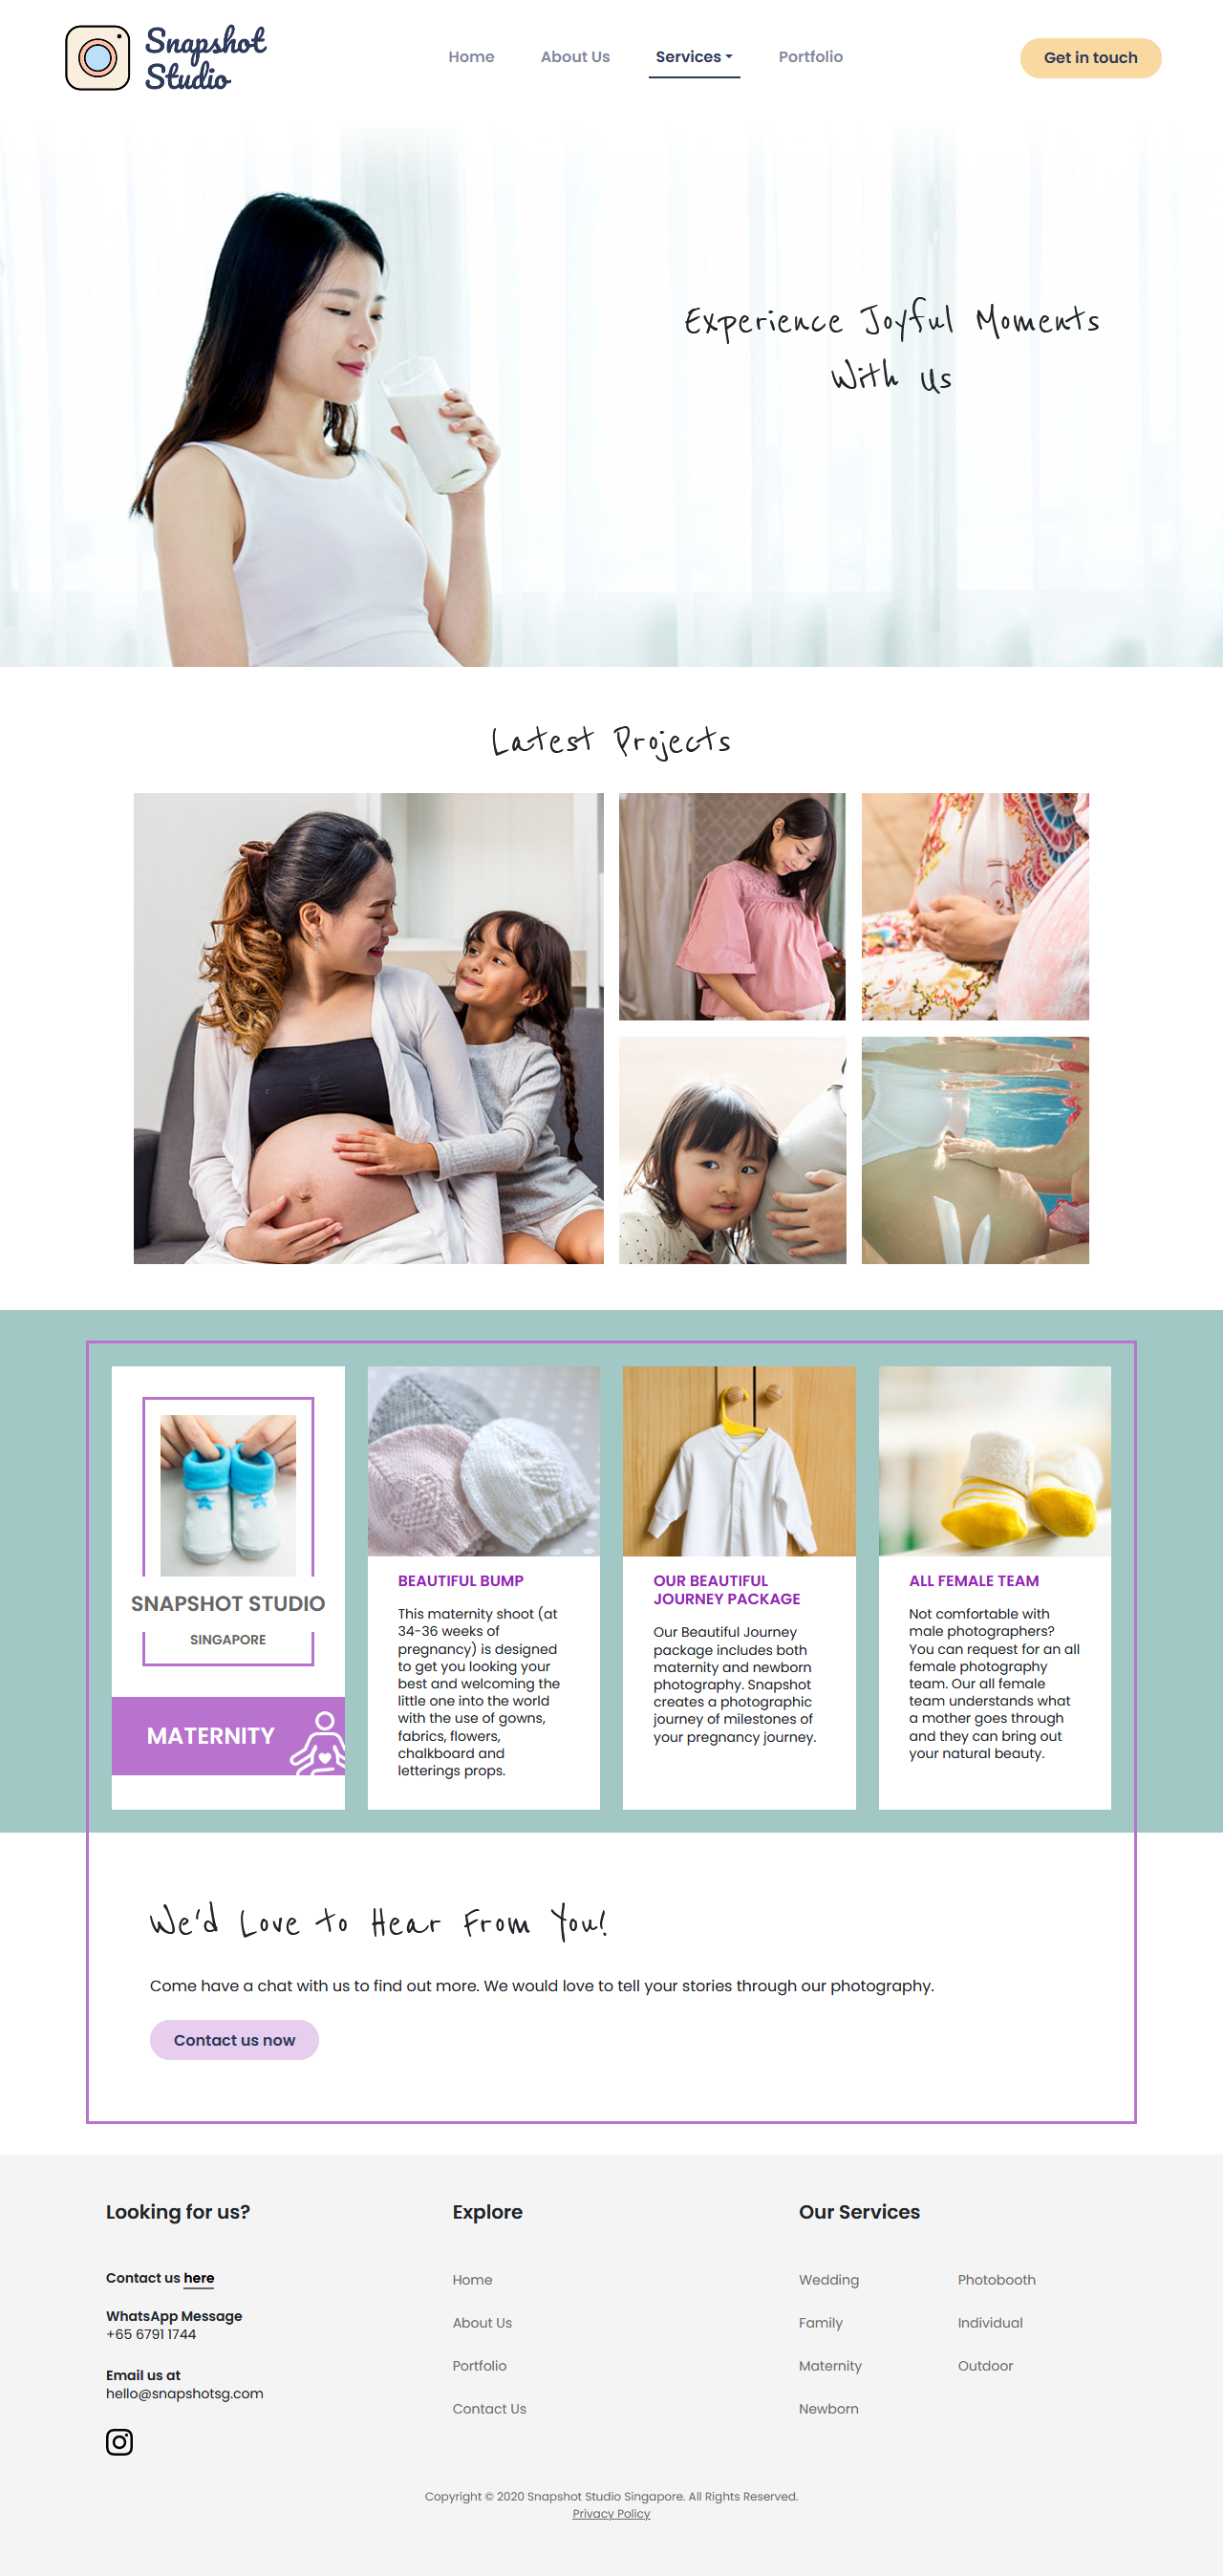 Snapshot
Studio
Home
About Us
Services
Portfolio
Get in touch
Experience Joyful Moments
With Us
Latest Projects
SNAPSHOT STUDIO
SINGAPORE
MATERNITY
BEAUTIFUL BUMP
This maternity shoot (at
34-36 weeks of
pregnancy) is designed
to get you looking your
best and welcoming the
little one into the world
with the use of gowns,
fabrics, flowers,
chalkboard and
letterings props.
OUR BEAUTIFUL
JOURNEY PACKAGE
Our Beautiful Journey
package includes both
maternity and newborn
photography. Snapshot
creates a photographic
journey of milestones of
your pregnancy journey.
ALL FEMALE TEAM
Not comfortable with
male photographers?
You can request for an all
female photography
team. Our all female
team understands what
a mother goes through
and they can bring out
your natural beauty.
We'd Love to Hear From You!
Come have a chat with us to find out more. We would love to tell your stories through our photography.
Contact us now
Looking for us?
Contact us here
WhatsApp Message
+65 6791 1744
Email us at
hello@snapshotsg.com
Explore
Home
About Us
Portfolio
Contact Us
Our Services
Wedding
Family
Maternity
Newborn
Photobooth
Individual
Outdoor
Copyright © 2020 Snapshot Studio Singapore. All Rights Reserved.
Privacy Policy